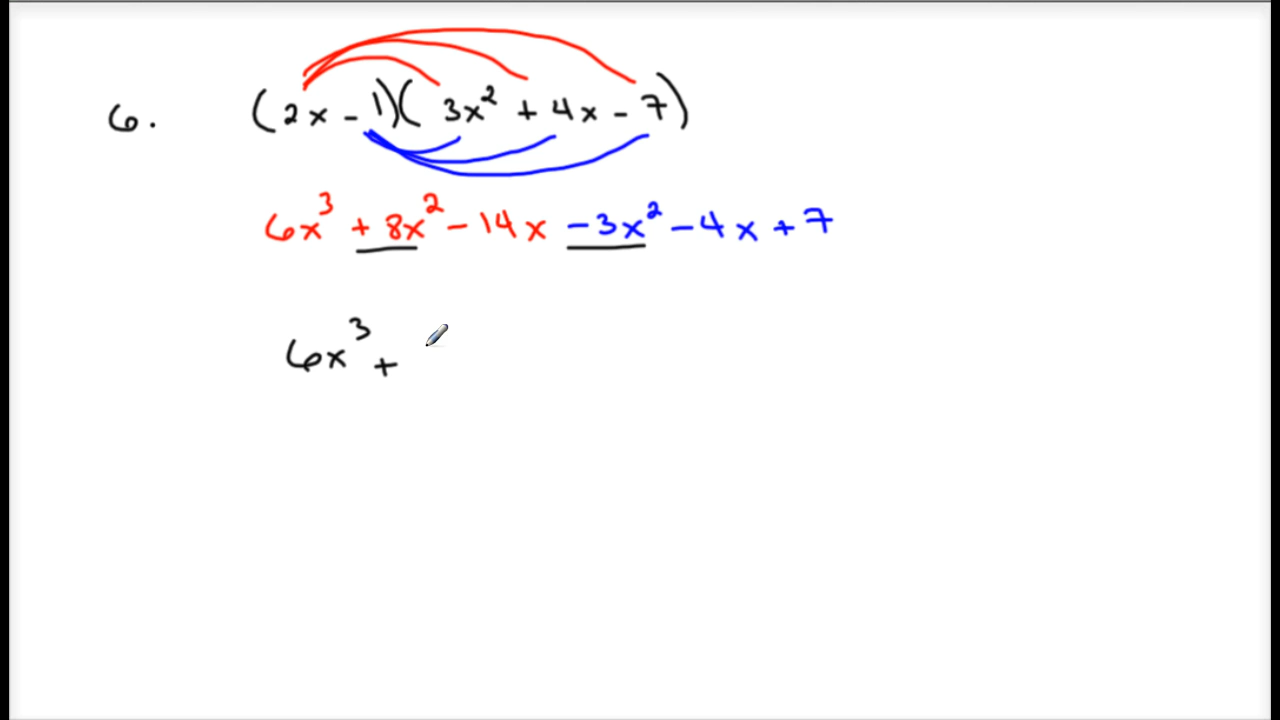 6. (2x - 1)(3x² + 4x - 7)
6x³ + 8x² - 14x - 3x² - 4x + 7
6x³ +